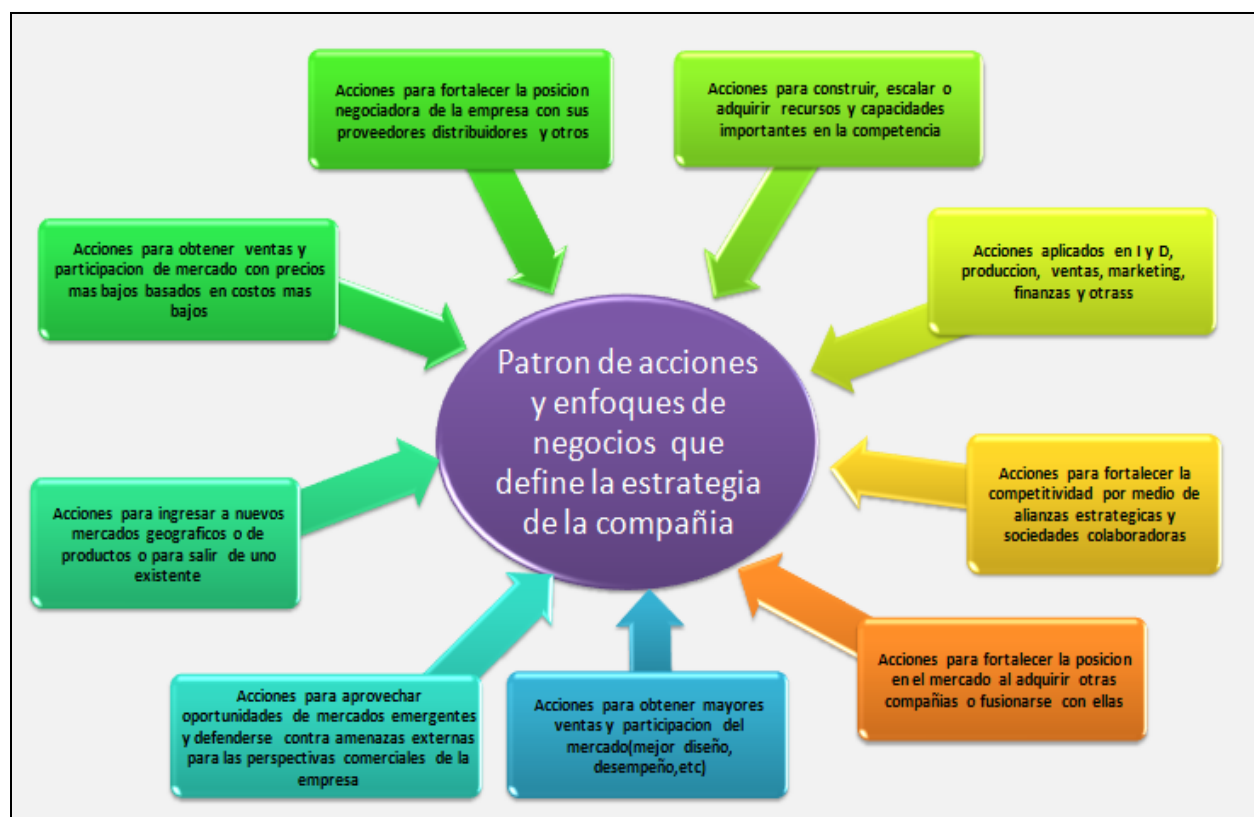 Acciones para fortalecer la posicion
negociadora de la empresa con sus
proveedores distribuidores y otros
Acciones para construir, escalar o
adquirir recursos y capacidades
importantes en la competencia
Acciones para obtener ventas y
participacion de mercado con precios
mas bajos basados en costos mas
bajos
Acciones aplicados en I y D,
produccion, ventas, marketing,
finanzas y otrass
Patron de acciones
y enfoques de
negocios que
define la estrategia
de la compañia
Acciones para ingresar a nuevos
mercados geograficos o de
productos o para salir de uno
existente
Acciones para fortalecer la
competitividad por medio de
alianzas estrategicas y
sociedades colaboradoras
Acciones para aprovechar
oportunidades de mercados emergentes
y defenderse contra amenazas externas
para las perspectivas comerciales de la
empresa
Acciones para obtener mayores
ventas y participacion del
mercado(mejor diseño,
desempeño,etc)
Acciones para fortalecer la posicion
en el mercado al adquirir otras
compañias o fusionarse con ellas